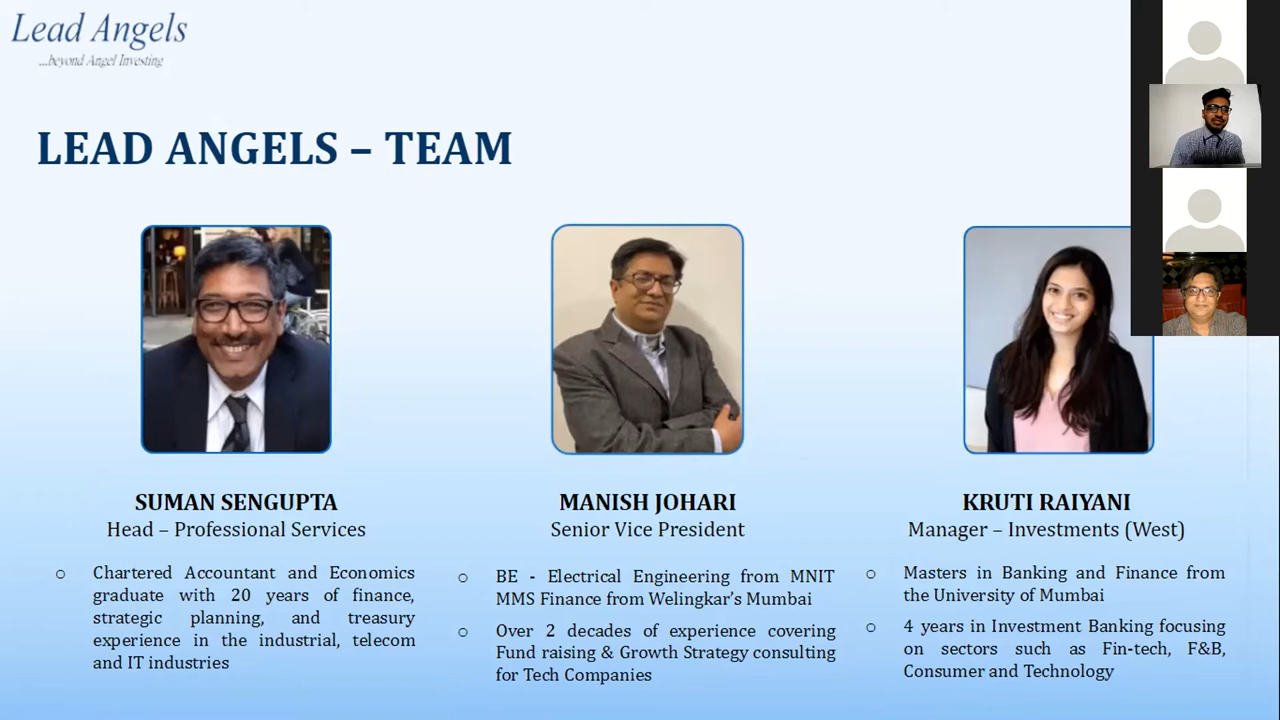 Lead Angels
...beyond Angel Investing
LEAD ANGELS – TEAM
SUMAN SENGUPTA
Head – Professional Services
o Chartered Accountant and Economics
graduate with 20 years of finance,
strategic planning, and treasury
experience in the industrial, telecom
and IT industries
MANISH JOHARI
Senior Vice President
o BE - Electrical Engineering from MNIT
MMS Finance from Welingkar's Mumbai
o Over 2 decades of experience covering
Fund raising & Growth Strategy consulting
for Tech Companies
KRUTI RAIYANI
Manager – Investments (West)
o Masters in Banking and Finance from
the University of Mumbai
o 4 years in Investment Banking focusing
on sectors such as Fin-tech, F&B,
Consumer and Technology